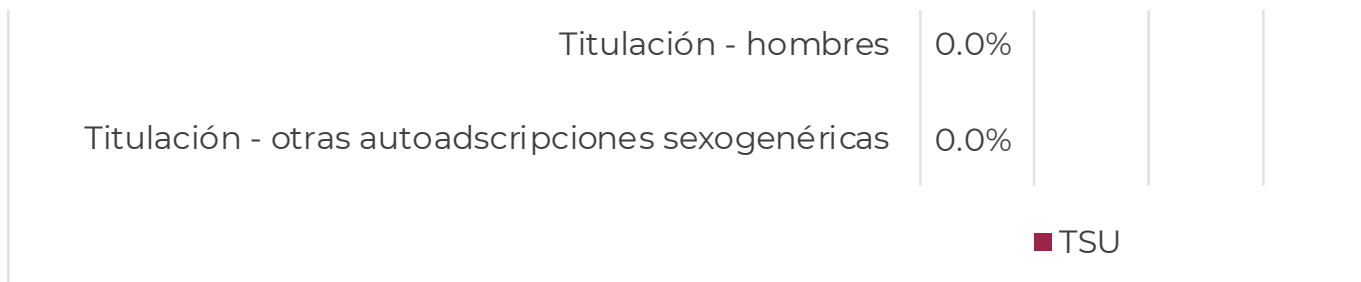 Titulación - hombres 0.0%
Titulación - otras autoadscripciones sexogenéricas 0.0%
TSU